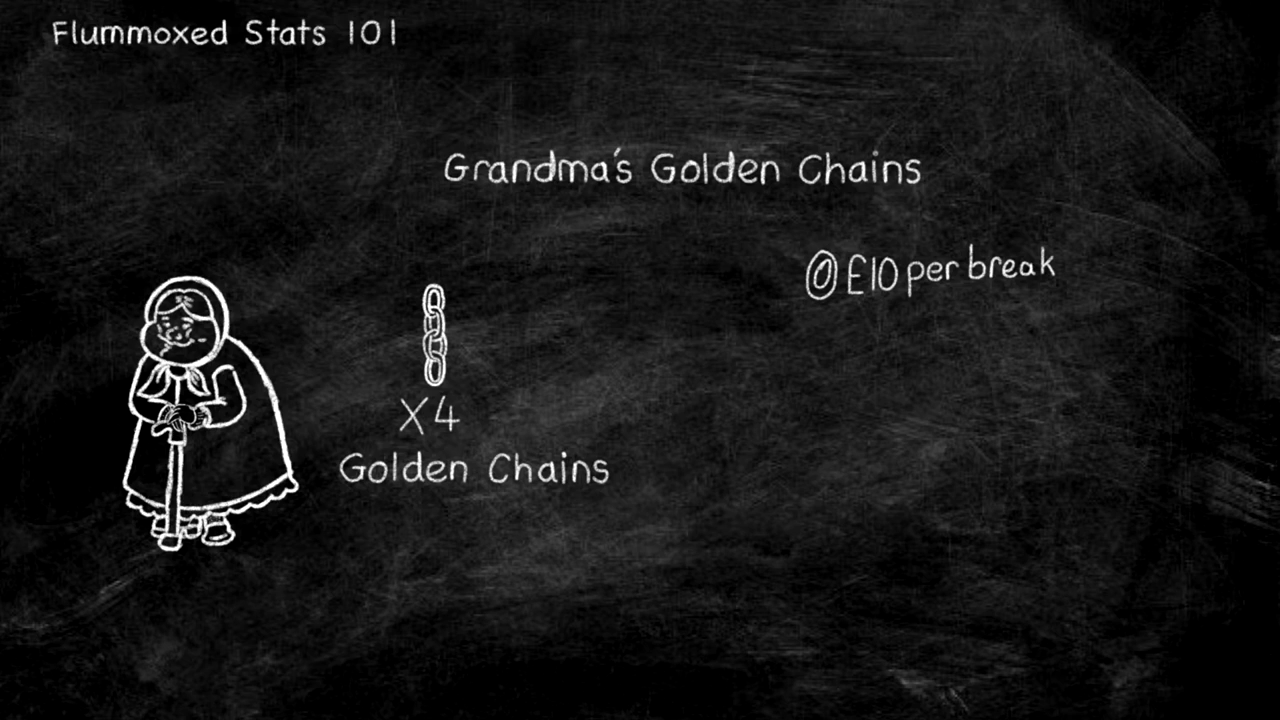 Flummoxed Stats 101
Grandma's Golden Chains
@£10 per break
X4
Golden Chains